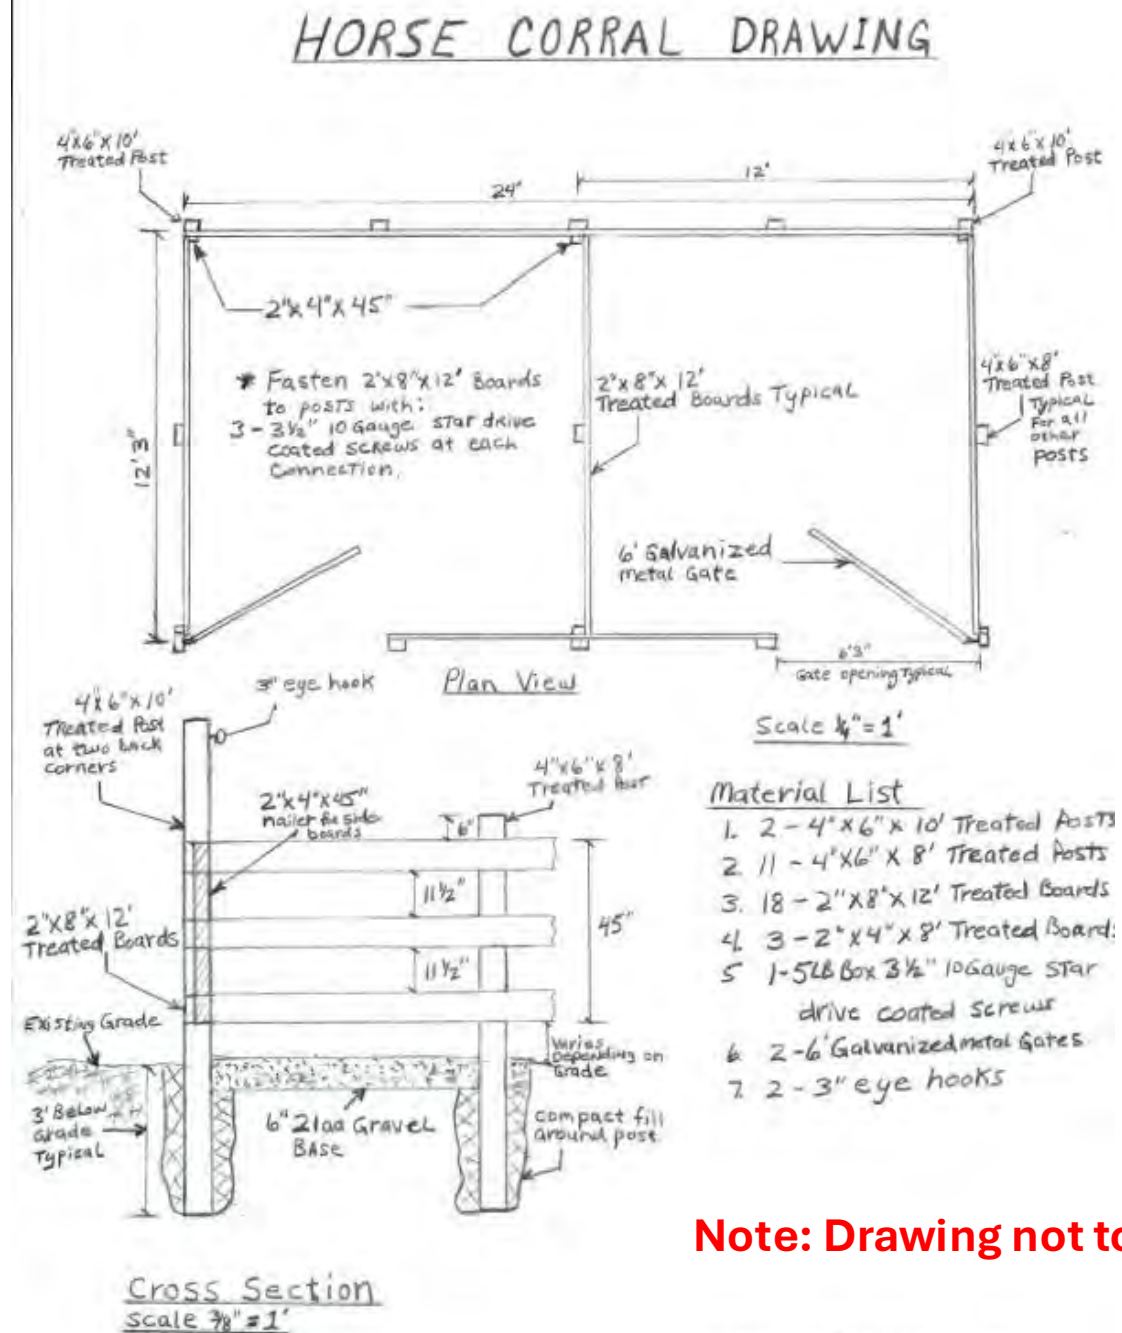 HORSE CORRAL DRAWING
4"x6"x10'
Treated Post
4"x6"x10'
Treated Post
12'
24'
2"x4"x45"
* Fasten 2"x8"x12' Boards
to posts with:
3-3½" 10 Gauge star drive
coated screws at each
connection.
2"x8"x12'
Treated Boards Typical
4"x6"x8'
Treated Post
Typical
For all
other
posts
12'3"
6' Galvanized
metal Gate
6'3"
Gate opening Typical
Plan View
Scale ¼"=1'
4"x6"x10'
Treated Post
at two back
corners
3" eye hook
2"x4"x45"
nailer for side
boards
4"x6"x8'
Treated Post
6"
11½"
11½"
45"
2"x8"x12'
Treated Boards
Existing Grade
Varies
Depending on
Grade
3' Below
Grade
Typical
6" 21aa Gravel
Base
compact fill
around post
Material List
1. 2-4"x6"x10' Treated Posts
2. 11-4"x6"x8' Treated Posts
3. 18-2"x8"x12' Treated Boards
4. 3-2"x4"x8' Treated Boards
5 1-5LB Box 3½" 10 Gauge star
drive coated screws
6. 2-6' Galvanized metal Gates
7. 2-3" eye hooks
Note: Drawing not to
Cross Section
scale ⅜"=1'